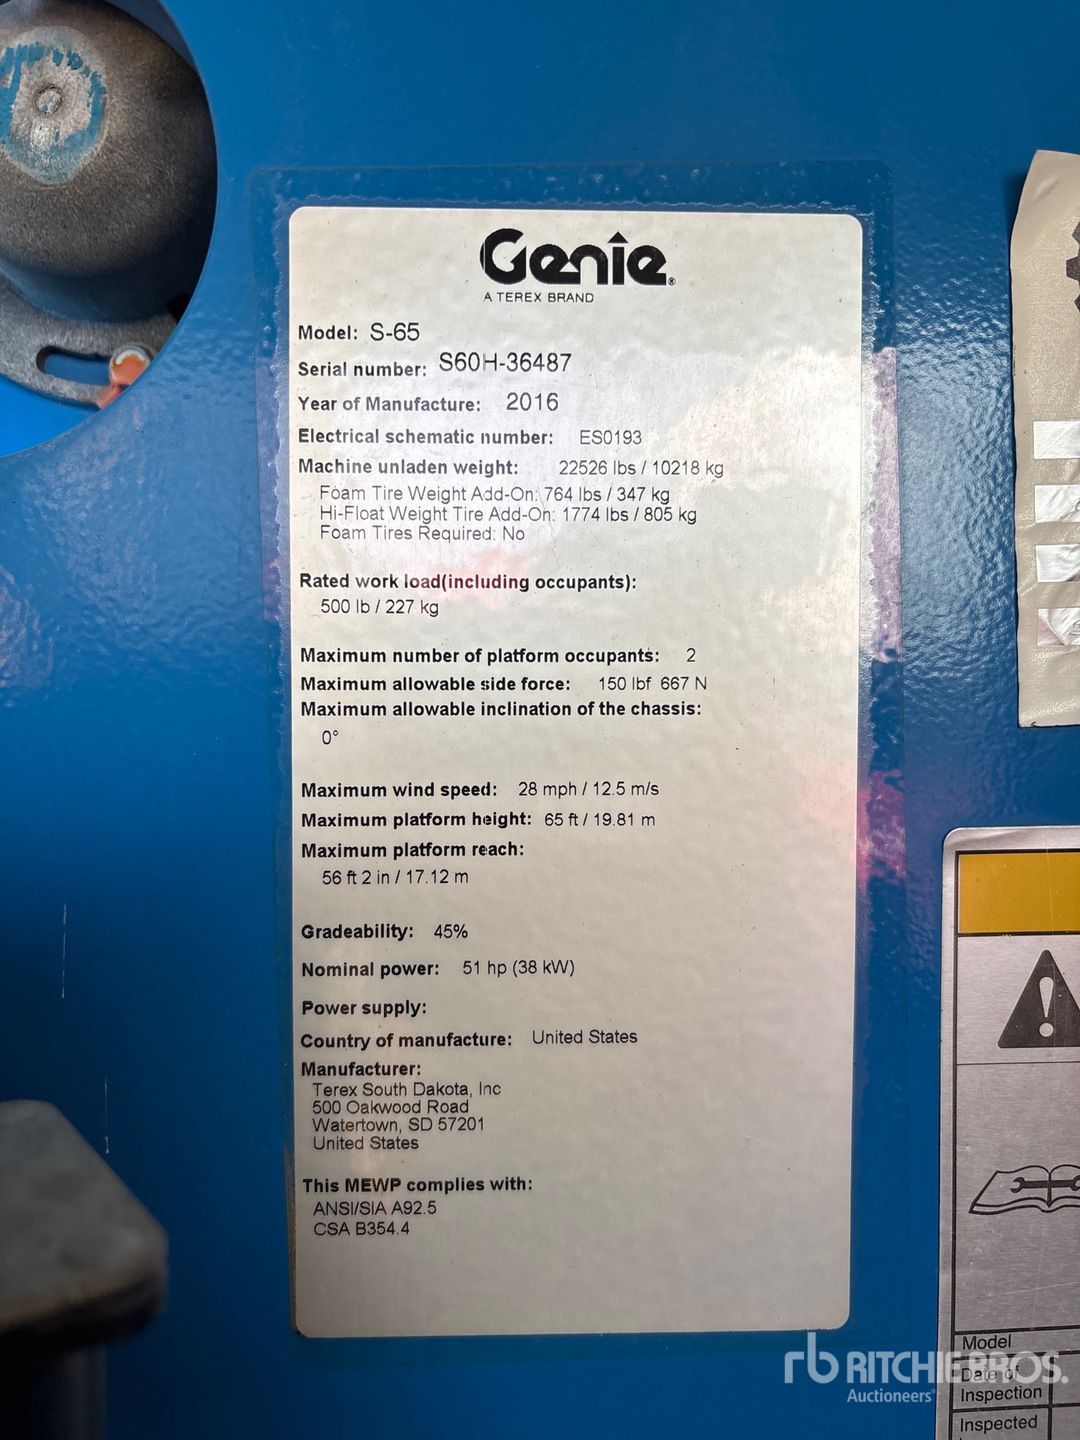 Genie®
A TEREX BRAND
Model: S-65
Serial number: S60H-36487
Year of Manufacture: 2016
Electrical schematic number: ES0193
Machine unladen weight: 22526 lbs / 10218 kg
Foam Tire Weight Add-On: 764 lbs / 347 kg
Hi-Float Weight Tire Add-On: 1774 lbs / 805 kg
Foam Tires Required: No
Rated work load(including occupants):
500 lb / 227 kg
Maximum number of platform occupants: 2
Maximum allowable side force: 150 lbf 667 N
Maximum allowable inclination of the chassis:
0°
Maximum wind speed: 28 mph / 12.5 m/s
Maximum platform height: 65 ft / 19.81 m
Maximum platform reach:
56 ft 2 in / 17.12 m
Gradeability: 45%
Nominal power: 51 hp (38 kW)
Power supply:
Country of manufacture: United States
Manufacturer:
Terex South Dakota, Inc
500 Oakwood Road
Watertown, SD 57201
United States
This MEWP complies with:
ANSI/SIA A92.5
CSA B354.4
Model
Date of
Inspection
Inspected
rb RITCHIE BROS.
Auctioneers